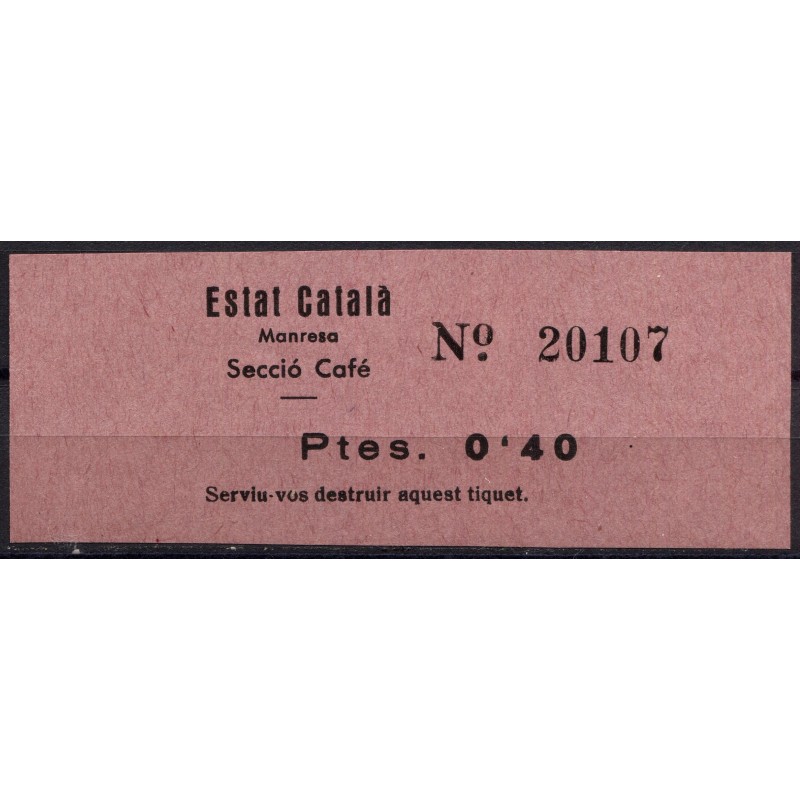 Estat Català
Manresa
Secció Café
Nº 20107
Ptes. 0'40
Serviu-vos destruir aquest tiquet.